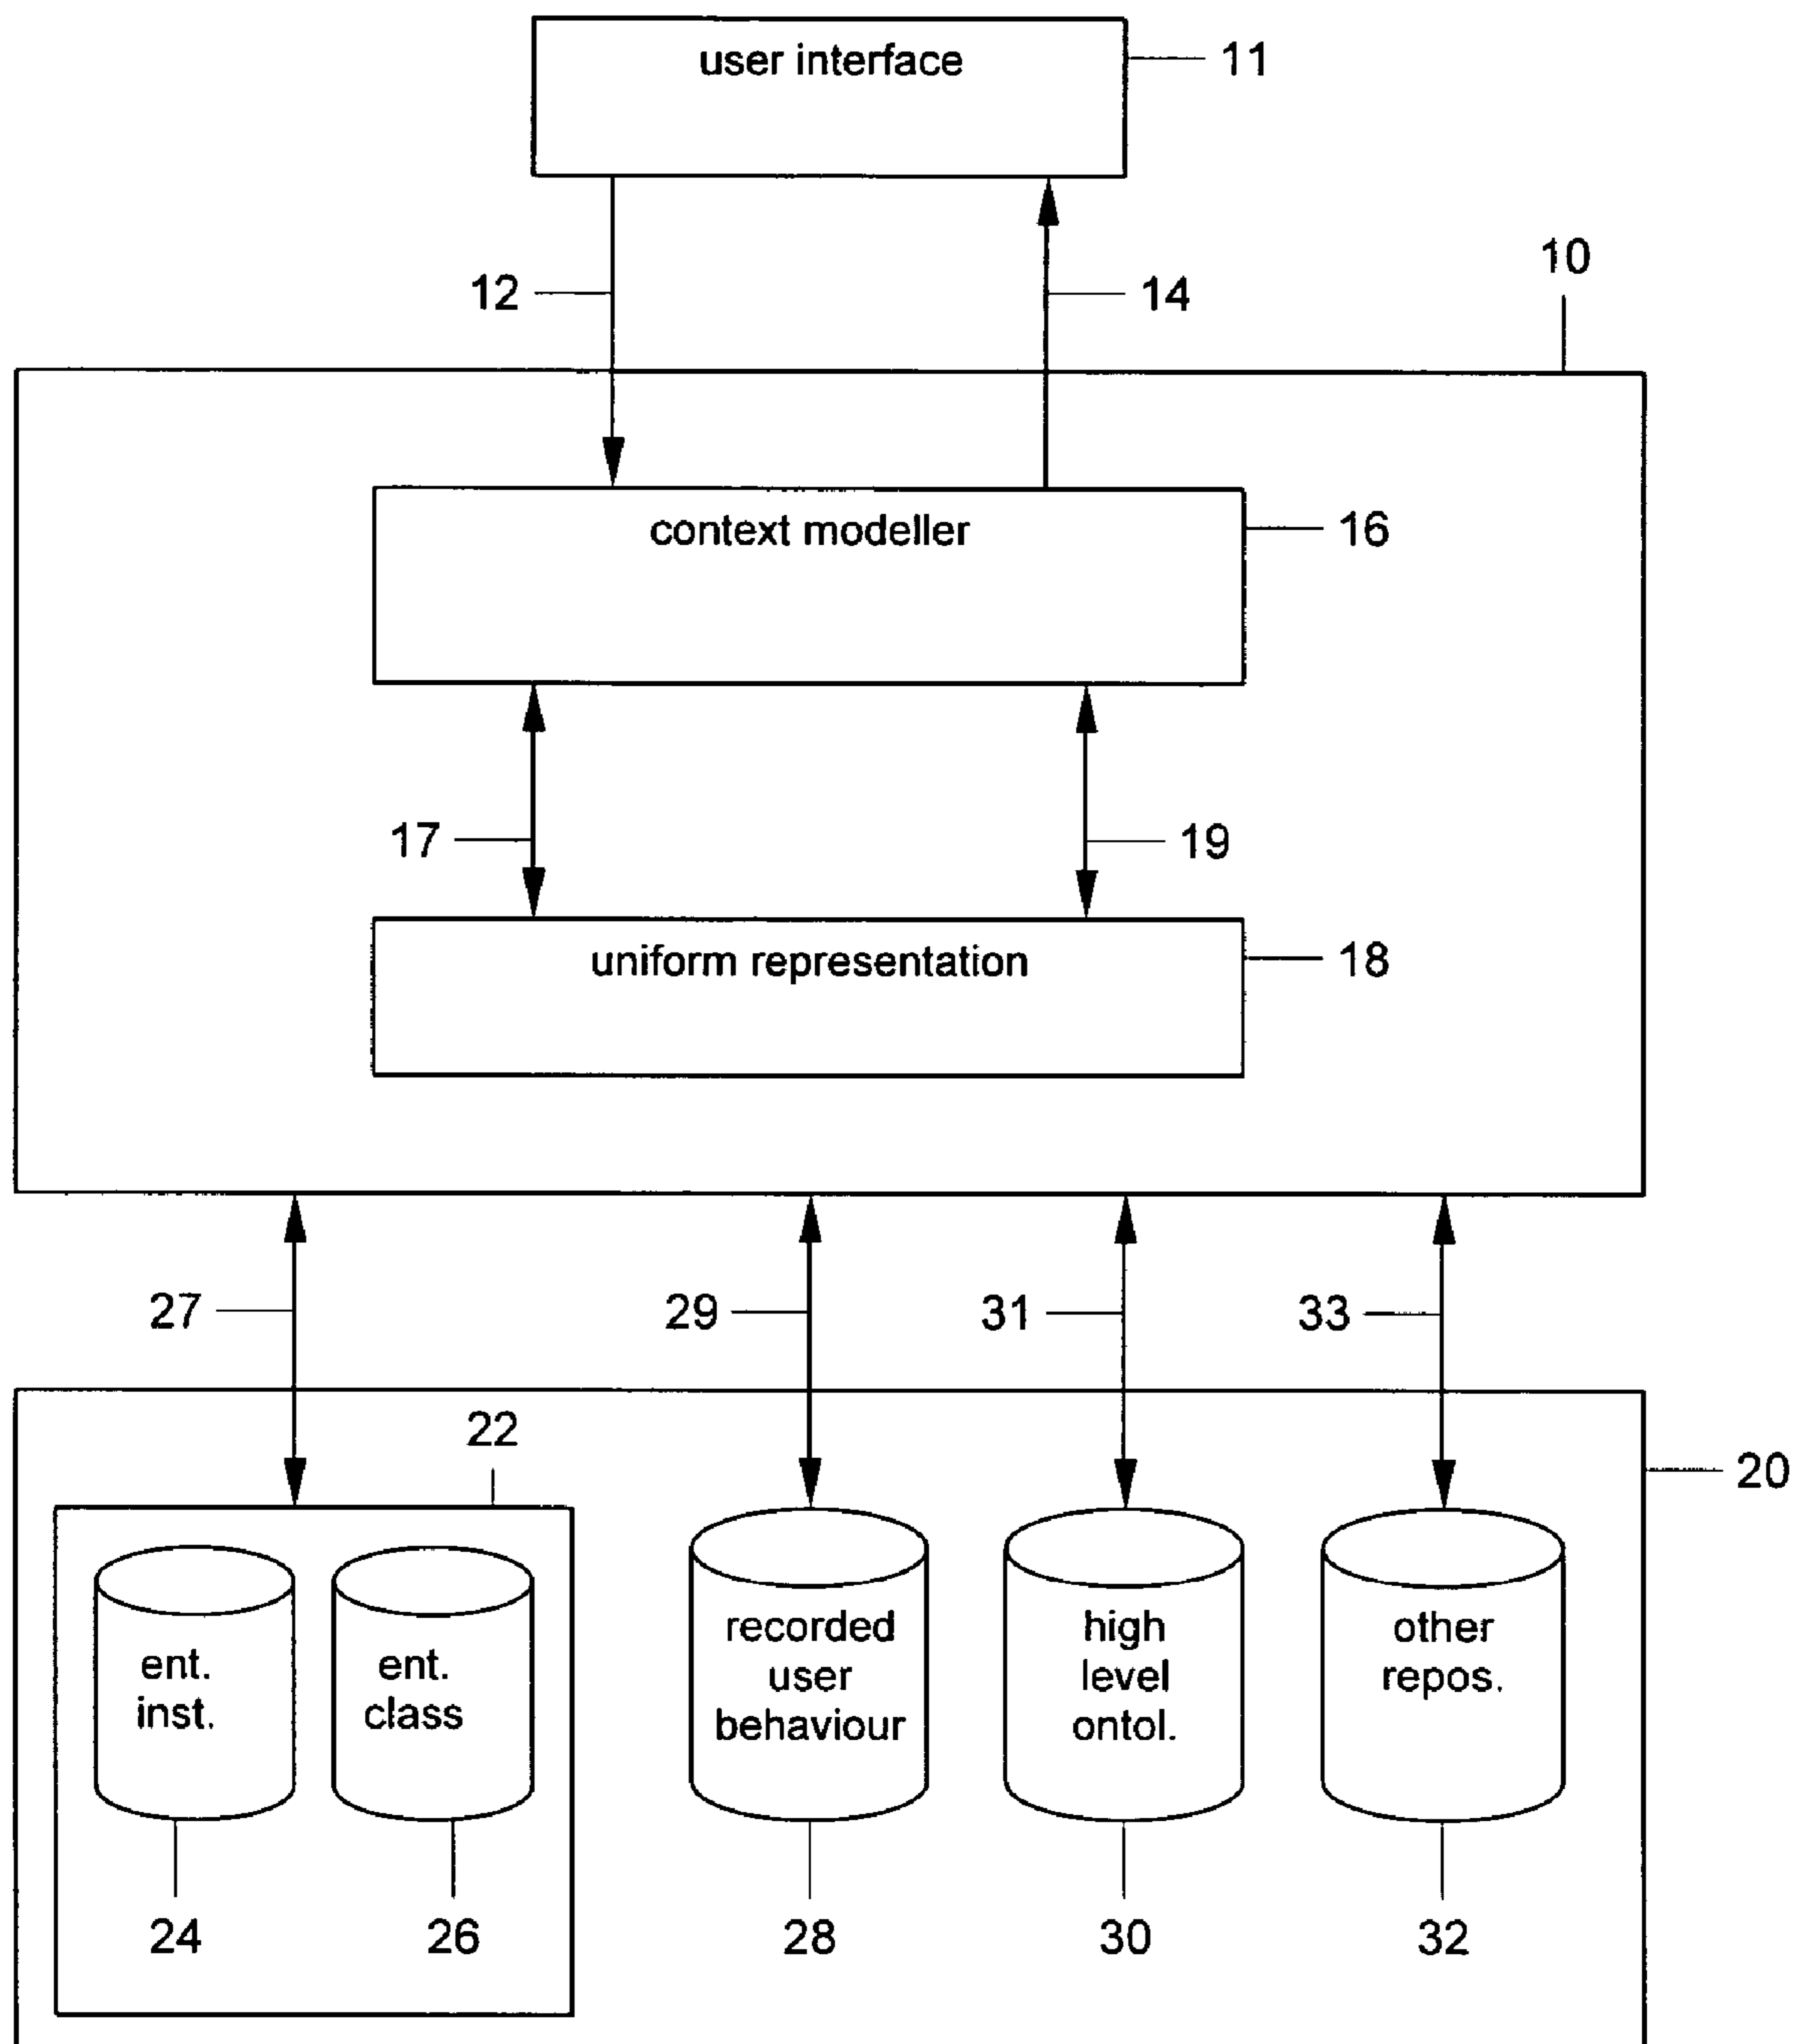 user interface
11
10
12
14
context modeller
16
17
19
uniform representation
18
27
29
31
33
22
20
ent.
inst.
ent.
class
recorded
user
behaviour
high
level
ontol.
other
repos.
24
26
28
30
32